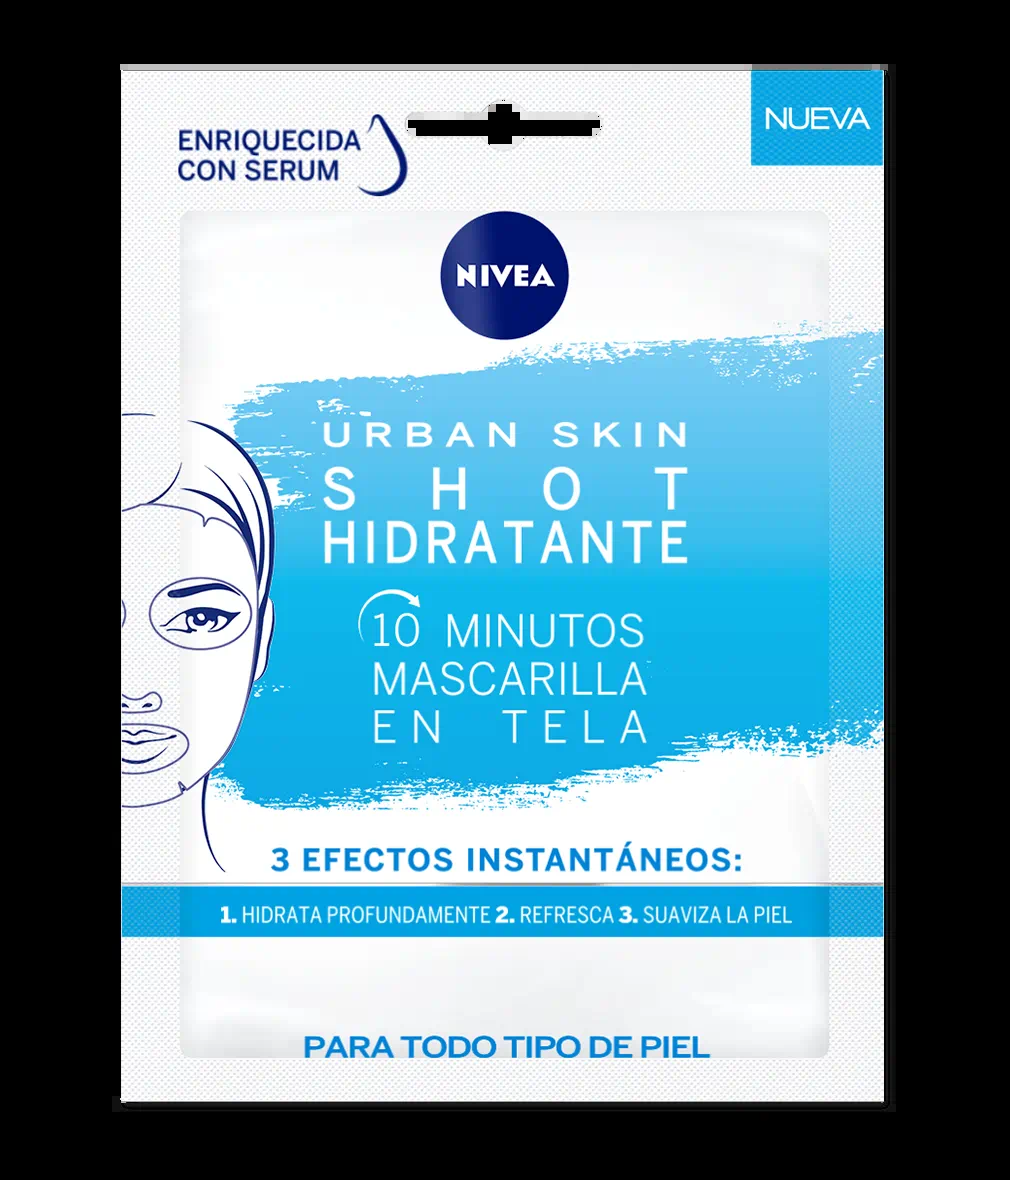 ENRIQUECIDA
CON SERUM
NUEVA
NIVEA
URBAN SKIN
SHOT
HIDRATANTE
10 MINUTOS
MASCARILLA
EN TELA
3 EFECTOS INSTANTÁNEOS:
1. HIDRATA PROFUNDAMENTE 2. REFRESCA 3. SUAVIZA LA PIEL
PARA TODO TIPO DE PIEL